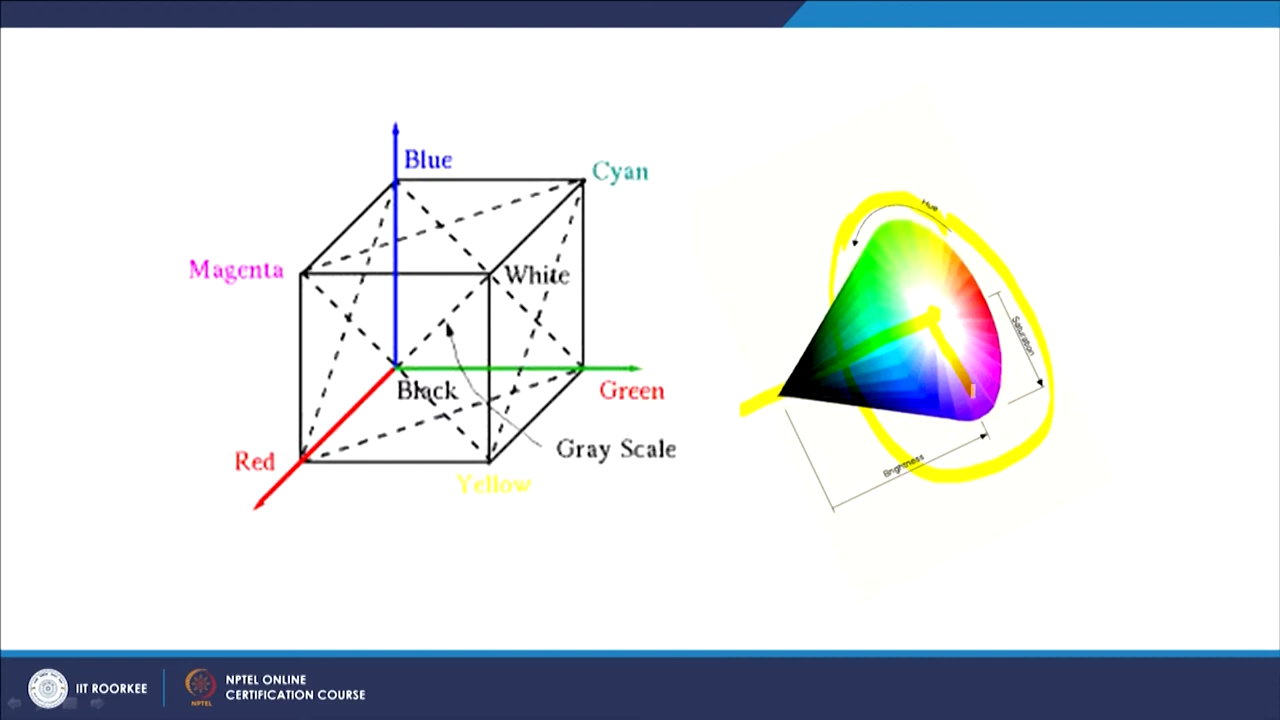 Blue
Cyan
Magenta
White
Black
Green
Red
Gray Scale
Yellow
Hue
Saturation
Brightness
IIT ROORKEE
NPTEL
NPTEL ONLINE
CERTIFICATION COURSE